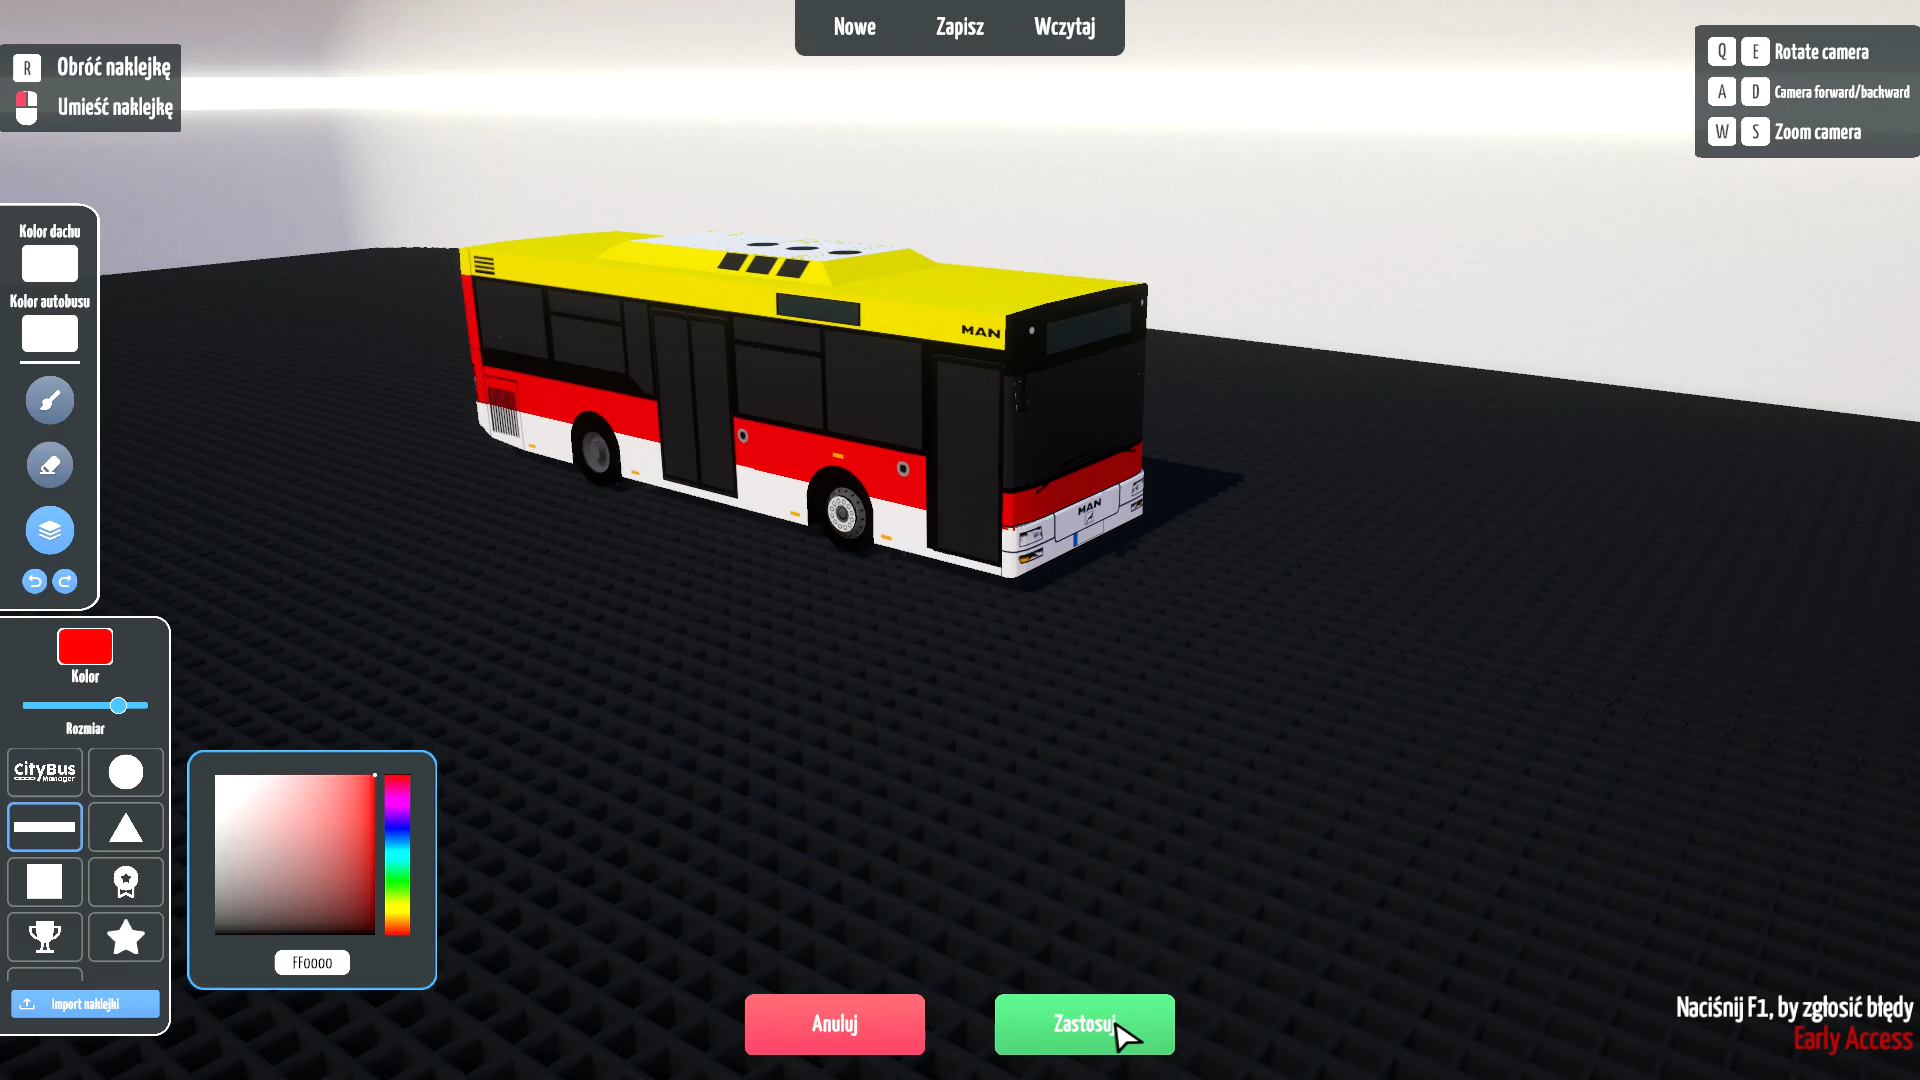 Nowe
Zapisz
Wczytaj
R
Obróć naklejkę
Umieść naklejkę
Q
E
Rotate camera
A
D
Camera forward/backward
W
S
Zoom camera
Kolor dachu
Kolor autobusu
MAN
MAN
Kolor
Rozmiar
CityBus
Manager
FF0000
Import naklejki
Anuluj
Zastosuj
Naciśnij F1, by zgłosić błędy
Early Access